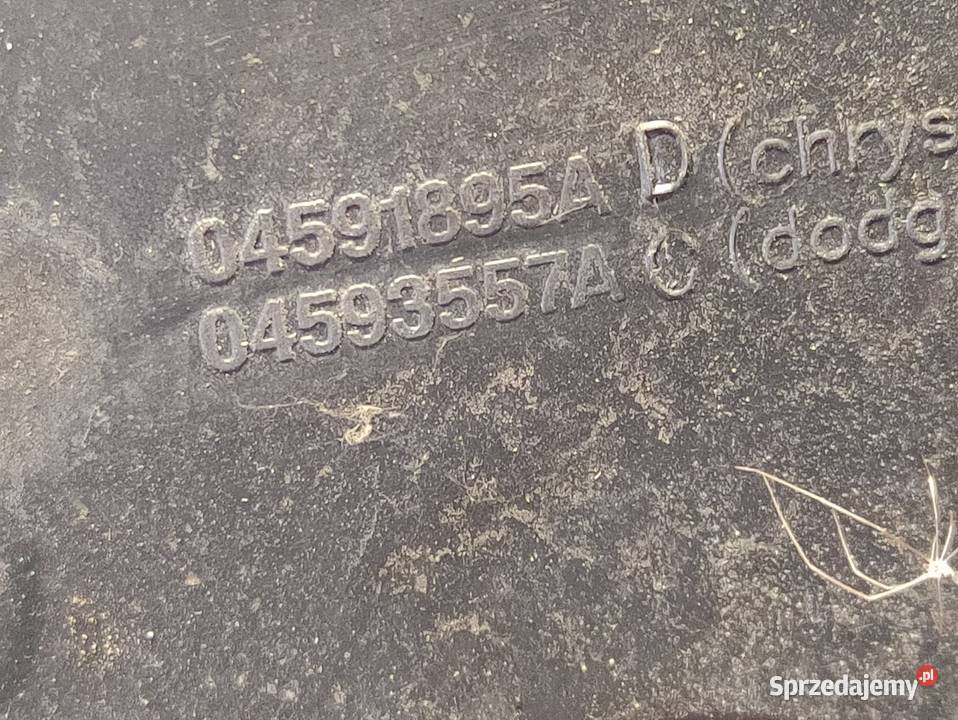 04591895A D (chrys
04593557A C (dodg
Sprzedajemy.pl